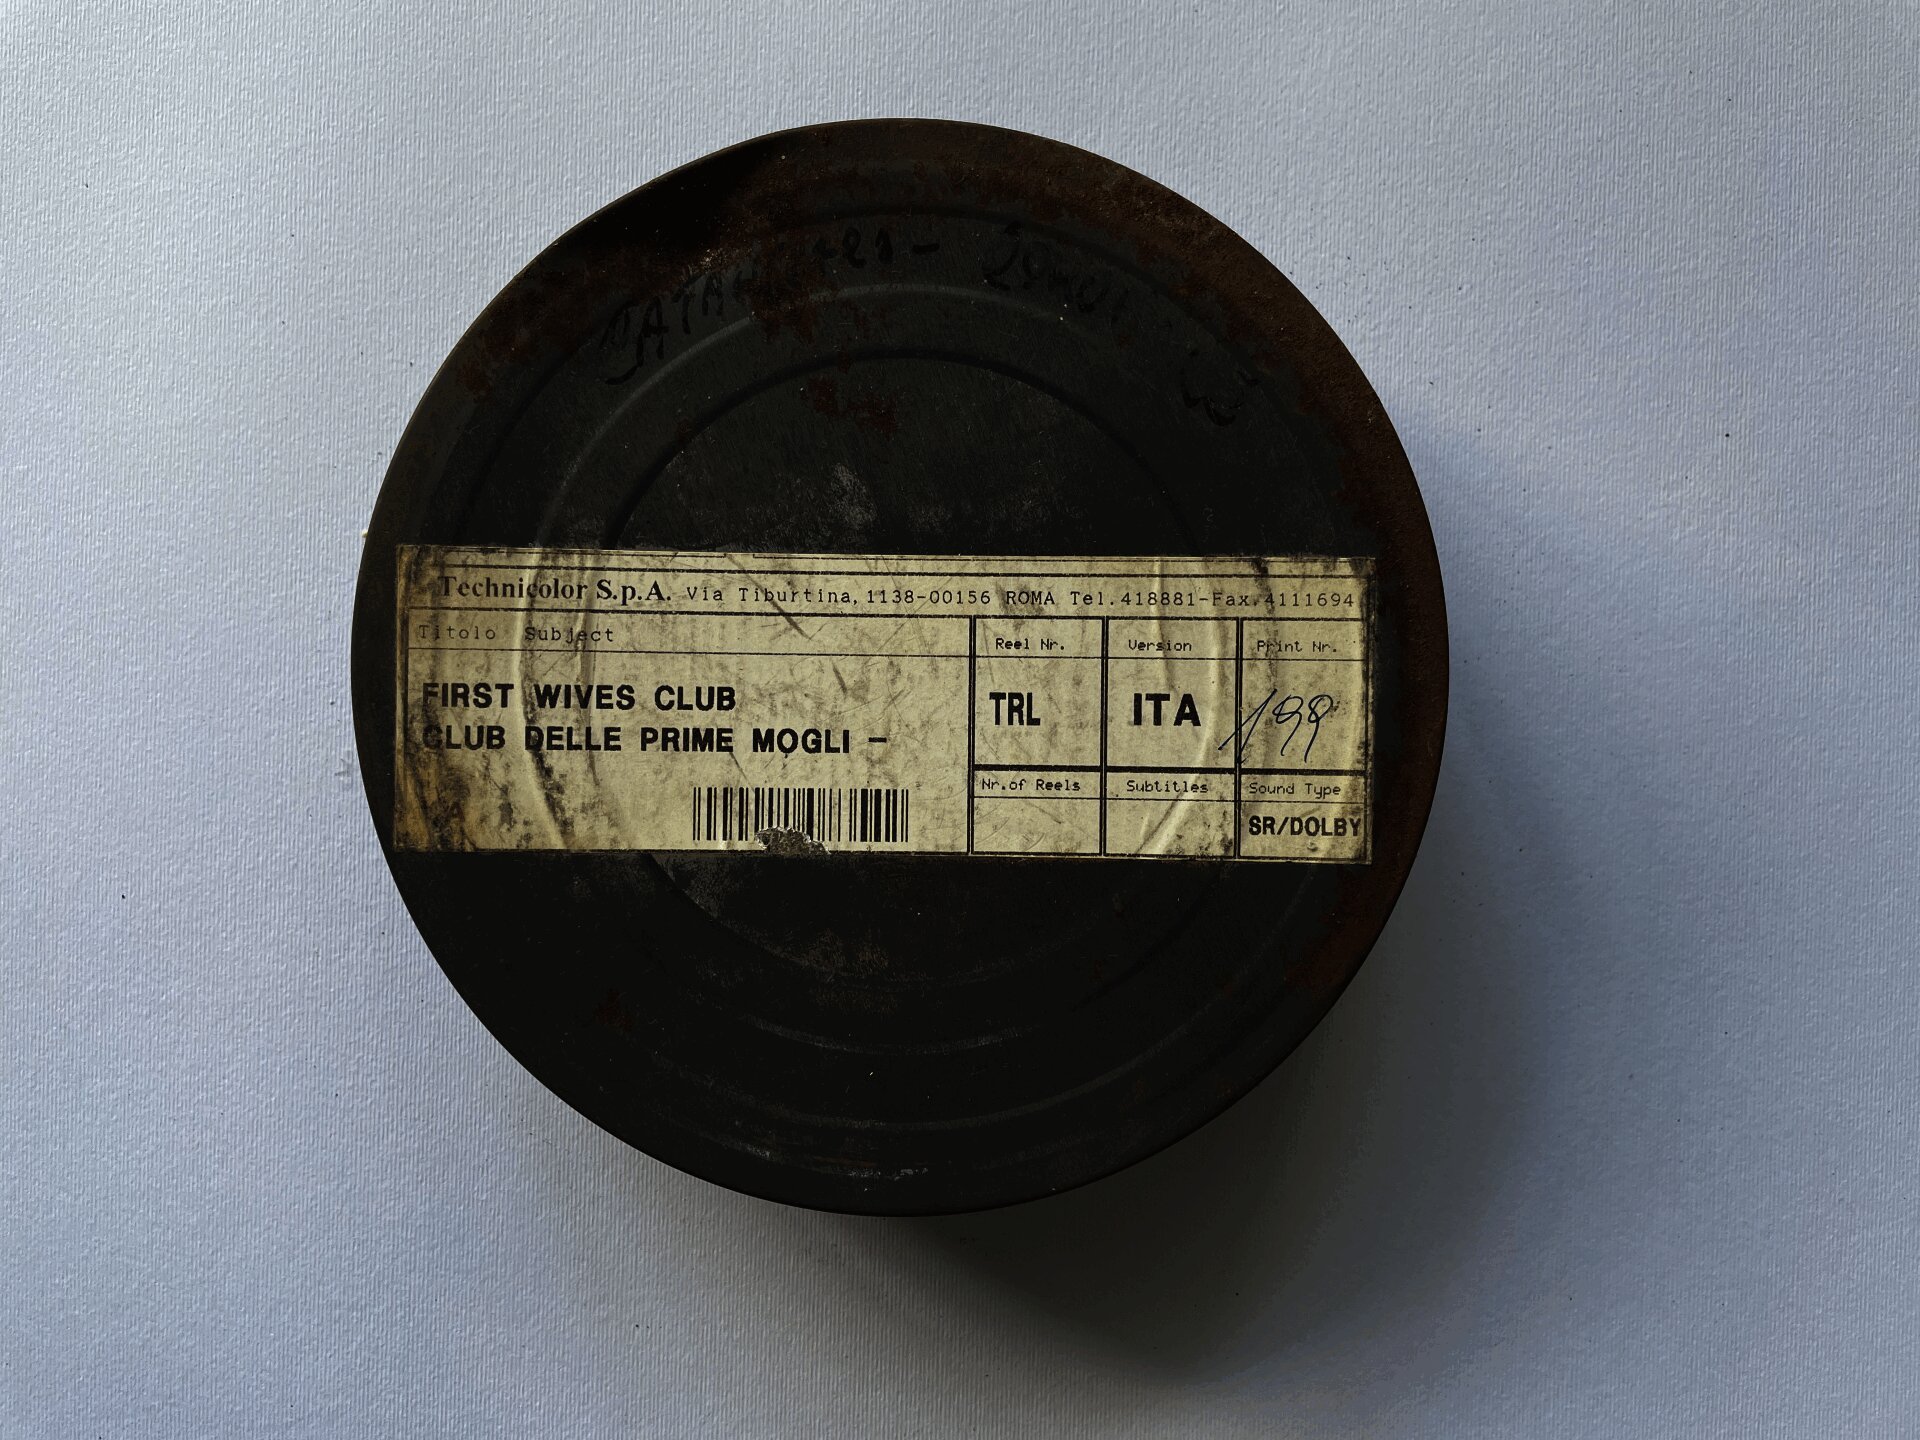 Technicolor S.p.A. Via Tiburtina, 1138-00156 ROMA Tel.418881-Fax.4111694
Titolo Subject
Reel Nr.
Version
Print Nr.
FIRST WIVES CLUB
CLUB DELLE PRIME MOGLI –
TRL
ITA
199
Nr.of Reels
Subtitles
Sound Type
SR/DOLBY